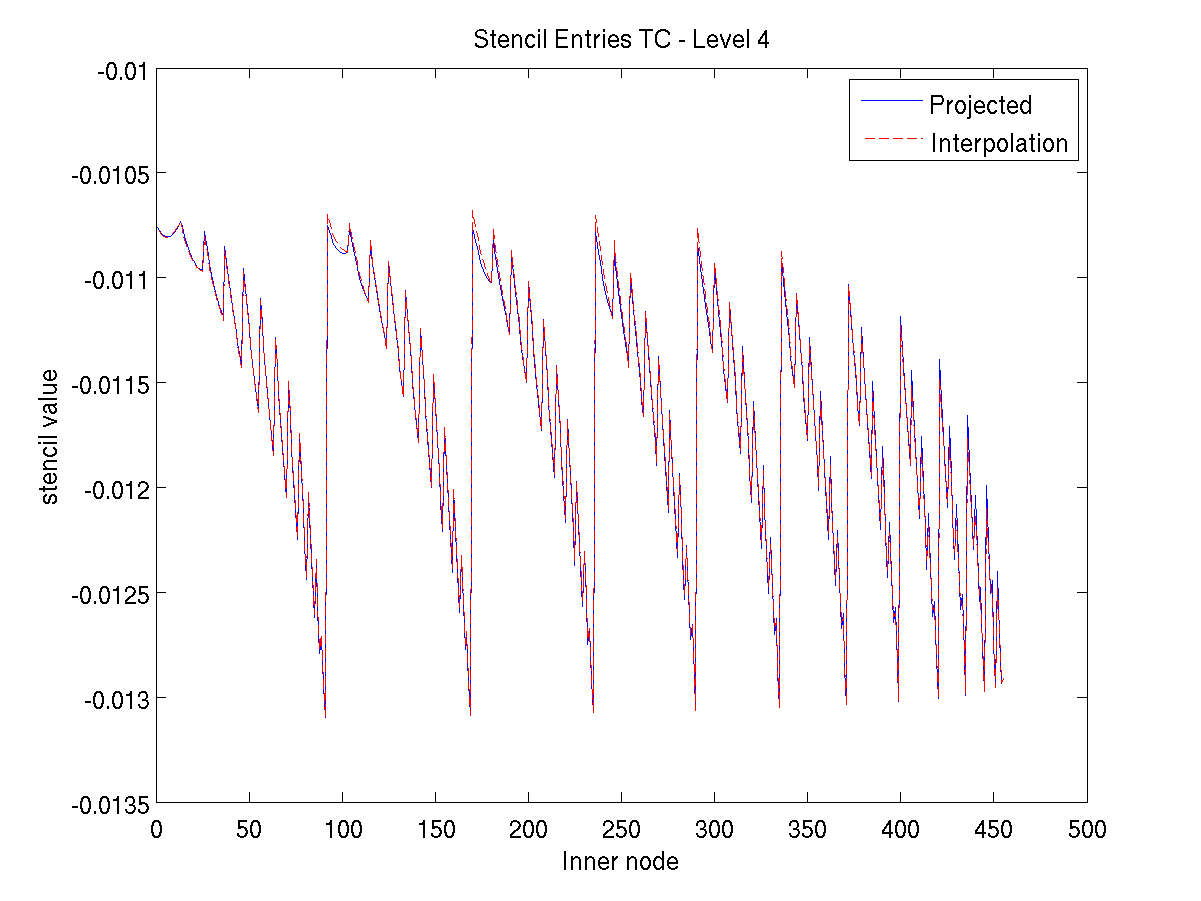 Stencil Entries TC - Level 4
Projected
Interpolation
-0.01
-0.0105
-0.011
-0.0115
-0.012
-0.0125
-0.013
-0.0135
stencil value
0 50 100 150 200 250 300 350 400 450 500
Inner node